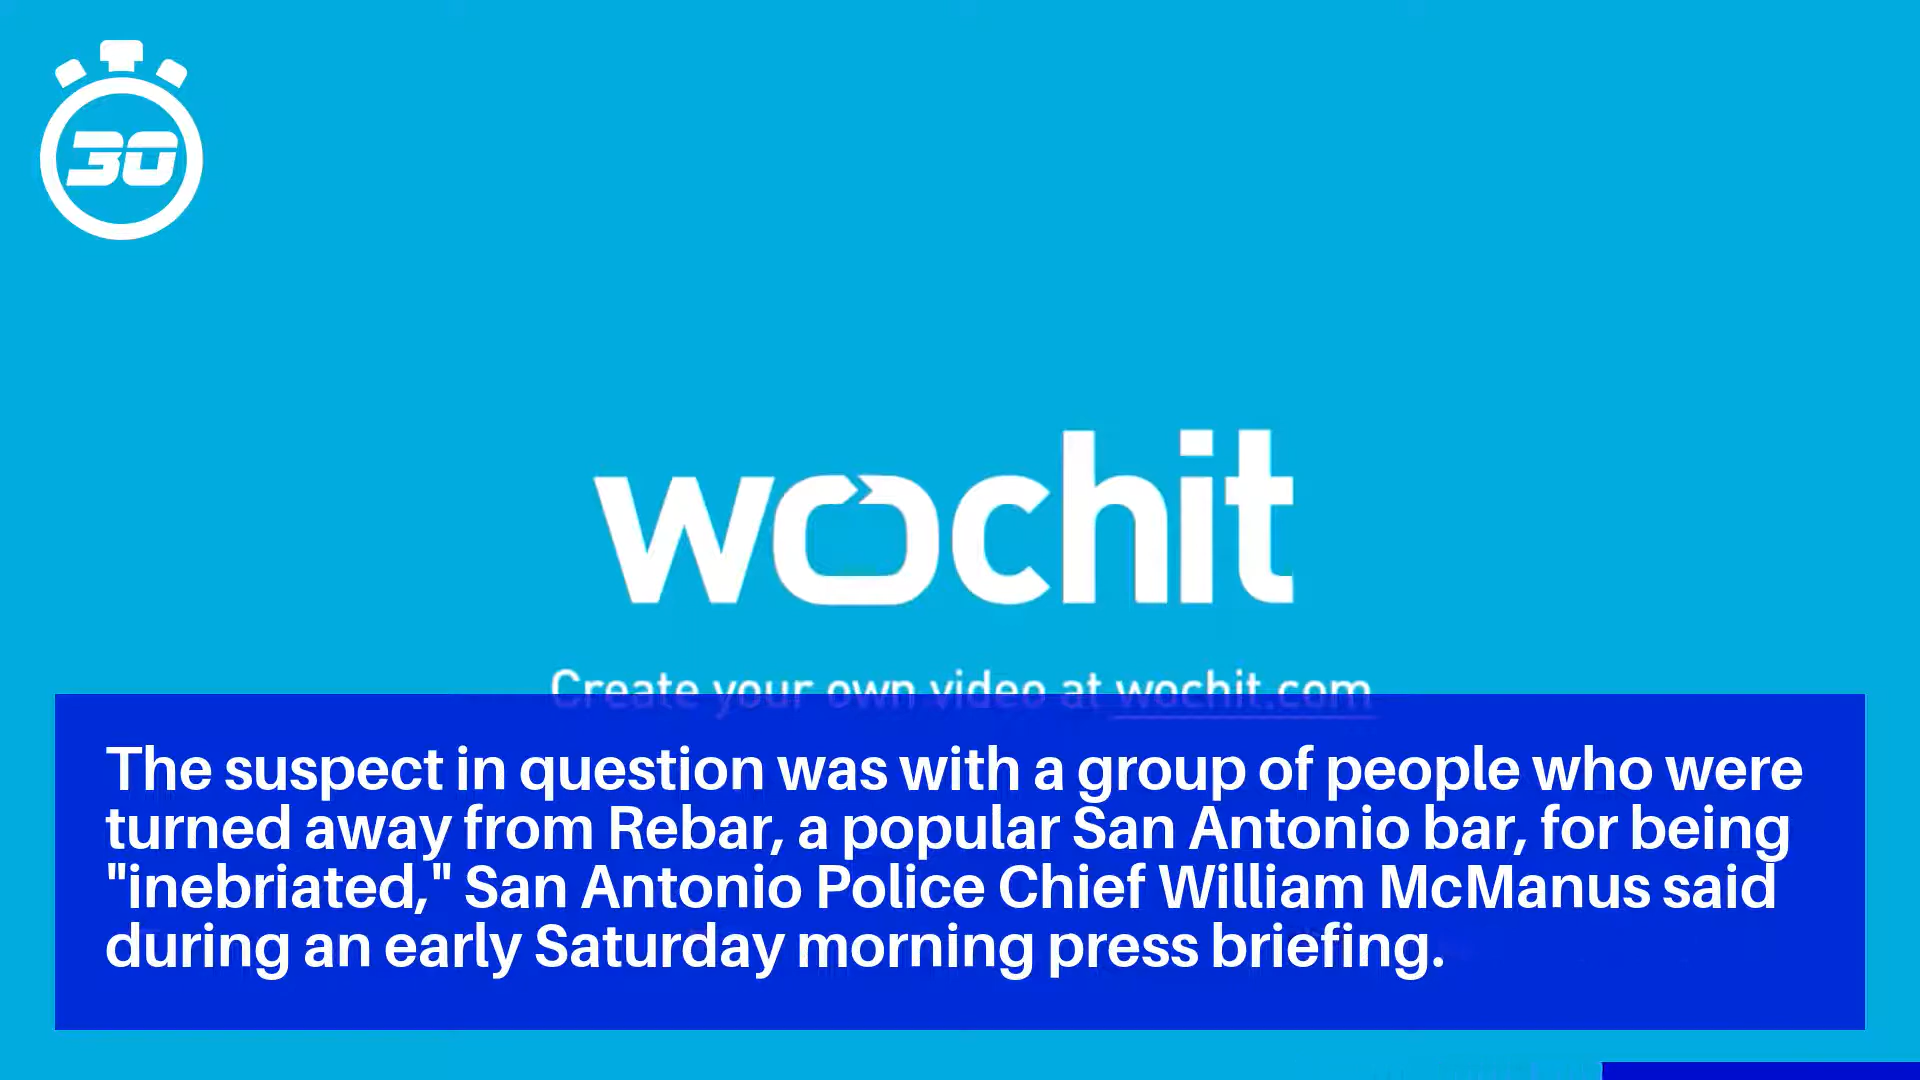 30
wochit
Create your own video at wochit.com
The suspect in question was with a group of people who were
turned away from Rebar, a popular San Antonio bar, for being
"inebriated," San Antonio Police Chief William McManus said
during an early Saturday morning press briefing.